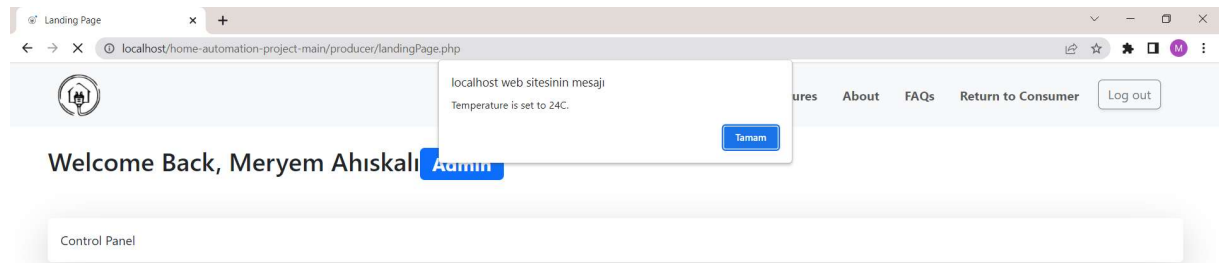 Landing Page
localhost/home-automation-project-main/producer/landingPage.php
M
localhost web sitesinin mesajı
Temperature is set to 24C.
Tamam
ures About FAQs Return to Consumer Log out
Welcome Back, Meryem Ahıskalı Admin
Control Panel